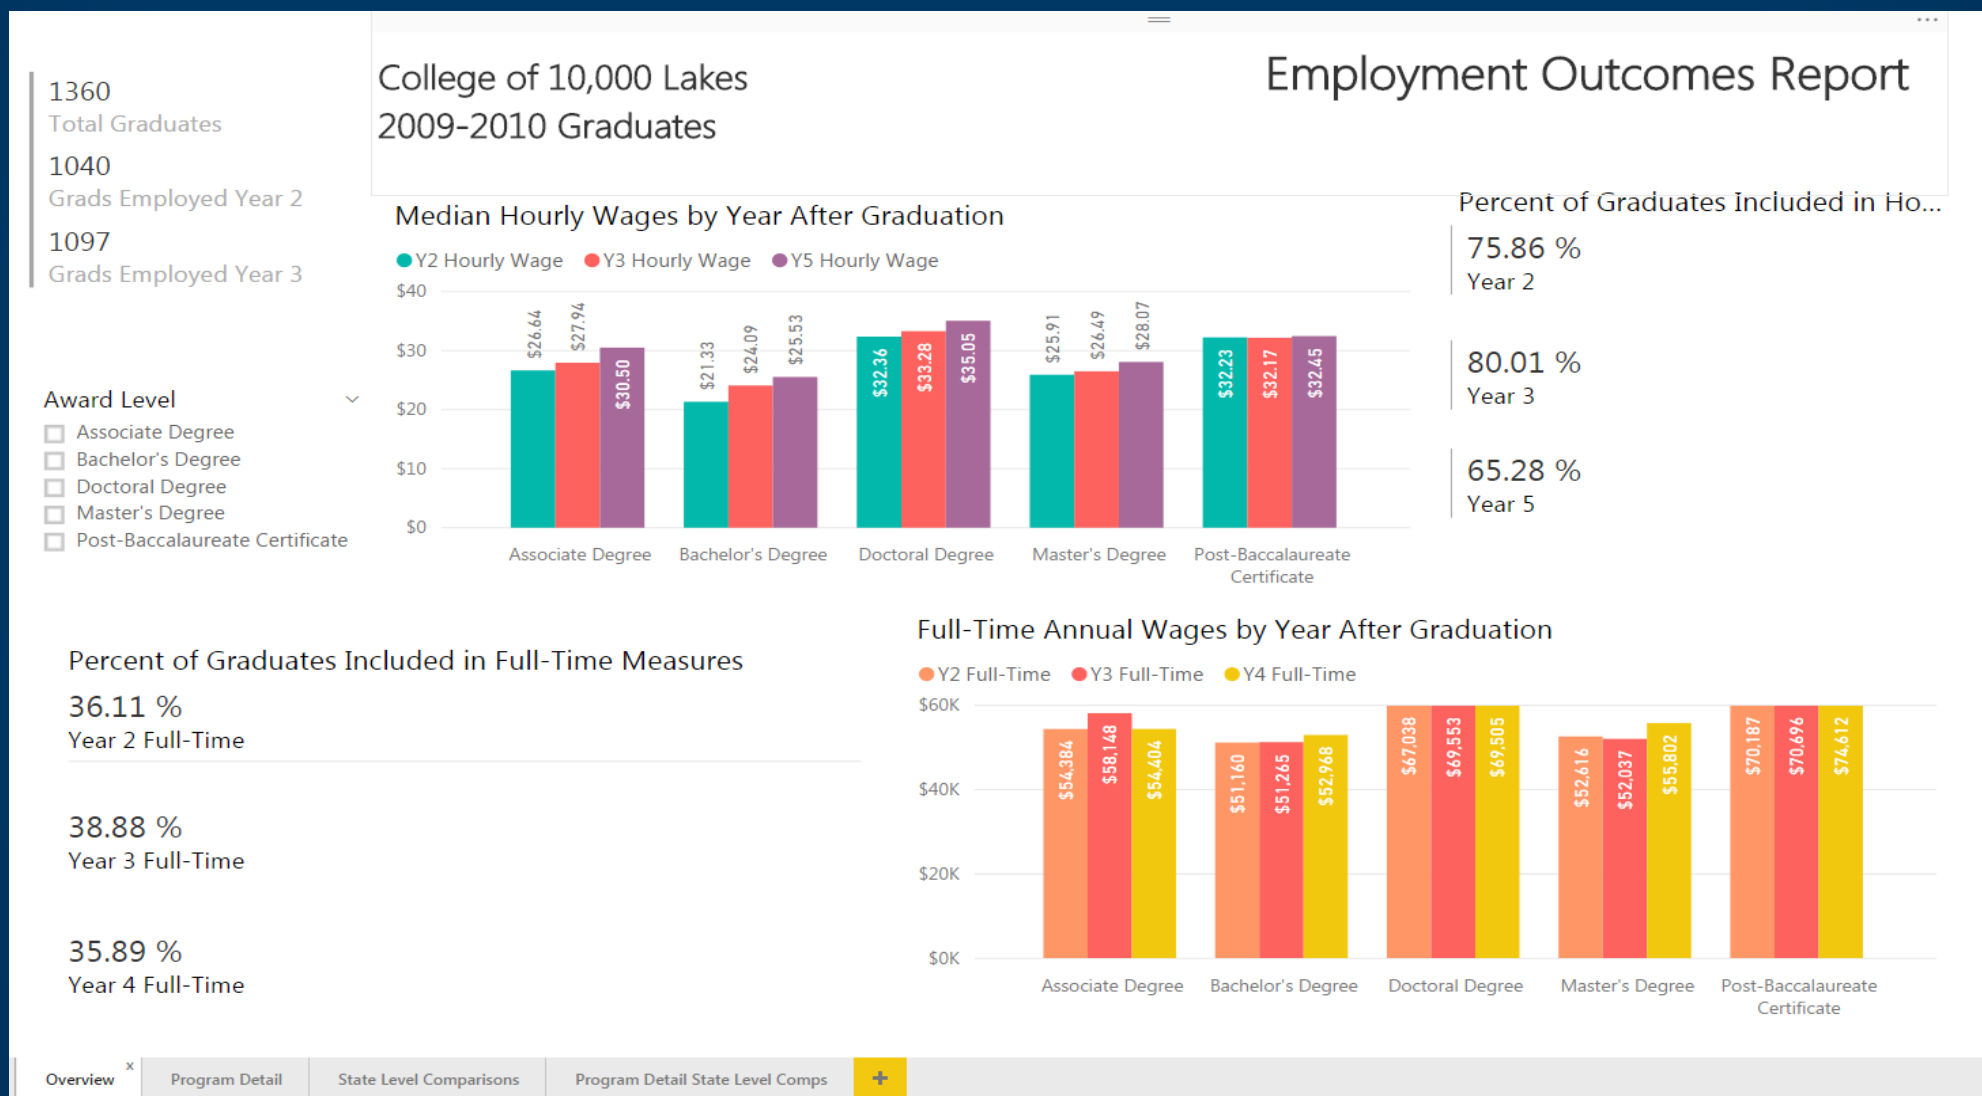 1360
Total Graduates
1040
Grads Employed Year 2
1097
Grads Employed Year 3
College of 10,000 Lakes
2009-2010 Graduates
Employment Outcomes Report
Award Level
Associate Degree
Bachelor's Degree
Doctoral Degree
Master's Degree
Post-Baccalaureate Certificate
Median Hourly Wages by Year After Graduation
Y2 Hourly Wage Y3 Hourly Wage Y5 Hourly Wage
$40
$30
$20
$10
$0
$26.64 $27.94 $30.50
$21.33 $24.09 $25.53
$32.36 $33.28 $35.05
$25.91 $26.49 $28.07
$32.23 $32.17 $32.45
Associate Degree Bachelor's Degree Doctoral Degree Master's Degree Post-Baccalaureate
Certificate
Percent of Graduates Included in Ho...
75.86 %
Year 2
80.01 %
Year 3
65.28 %
Year 5
Percent of Graduates Included in Full-Time Measures
36.11 %
Year 2 Full-Time
38.88 %
Year 3 Full-Time
35.89 %
Year 4 Full-Time
Full-Time Annual Wages by Year After Graduation
Y2 Full-Time Y3 Full-Time Y4 Full-Time
$60K
$40K
$20K
$0K
$54,384 $58,148 $54,404
$51,160 $51,265 $52,968
$67,038 $69,553 $69,505
$52,616 $52,037 $55,802
$70,187 $70,696 $74,612
Associate Degree Bachelor's Degree Doctoral Degree Master's Degree Post-Baccalaureate
Certificate
Overview x Program Detail State Level Comparisons Program Detail State Level Comps +